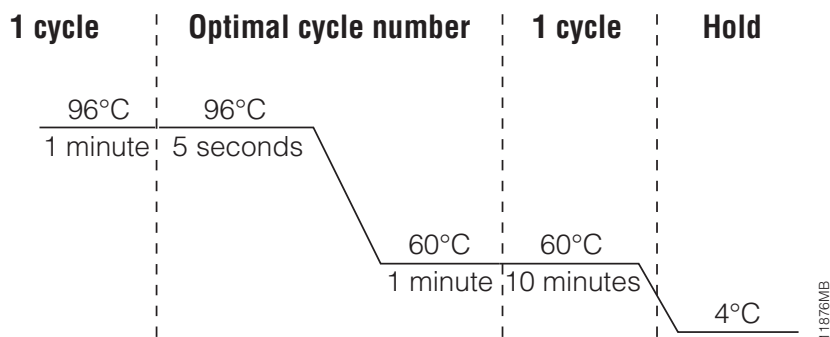 1 cycle Optimal cycle number 1 cycle Hold
96°C 96°C
1 minute 5 seconds
60°C 60°C
1 minute 10 minutes
4°C
11876MB